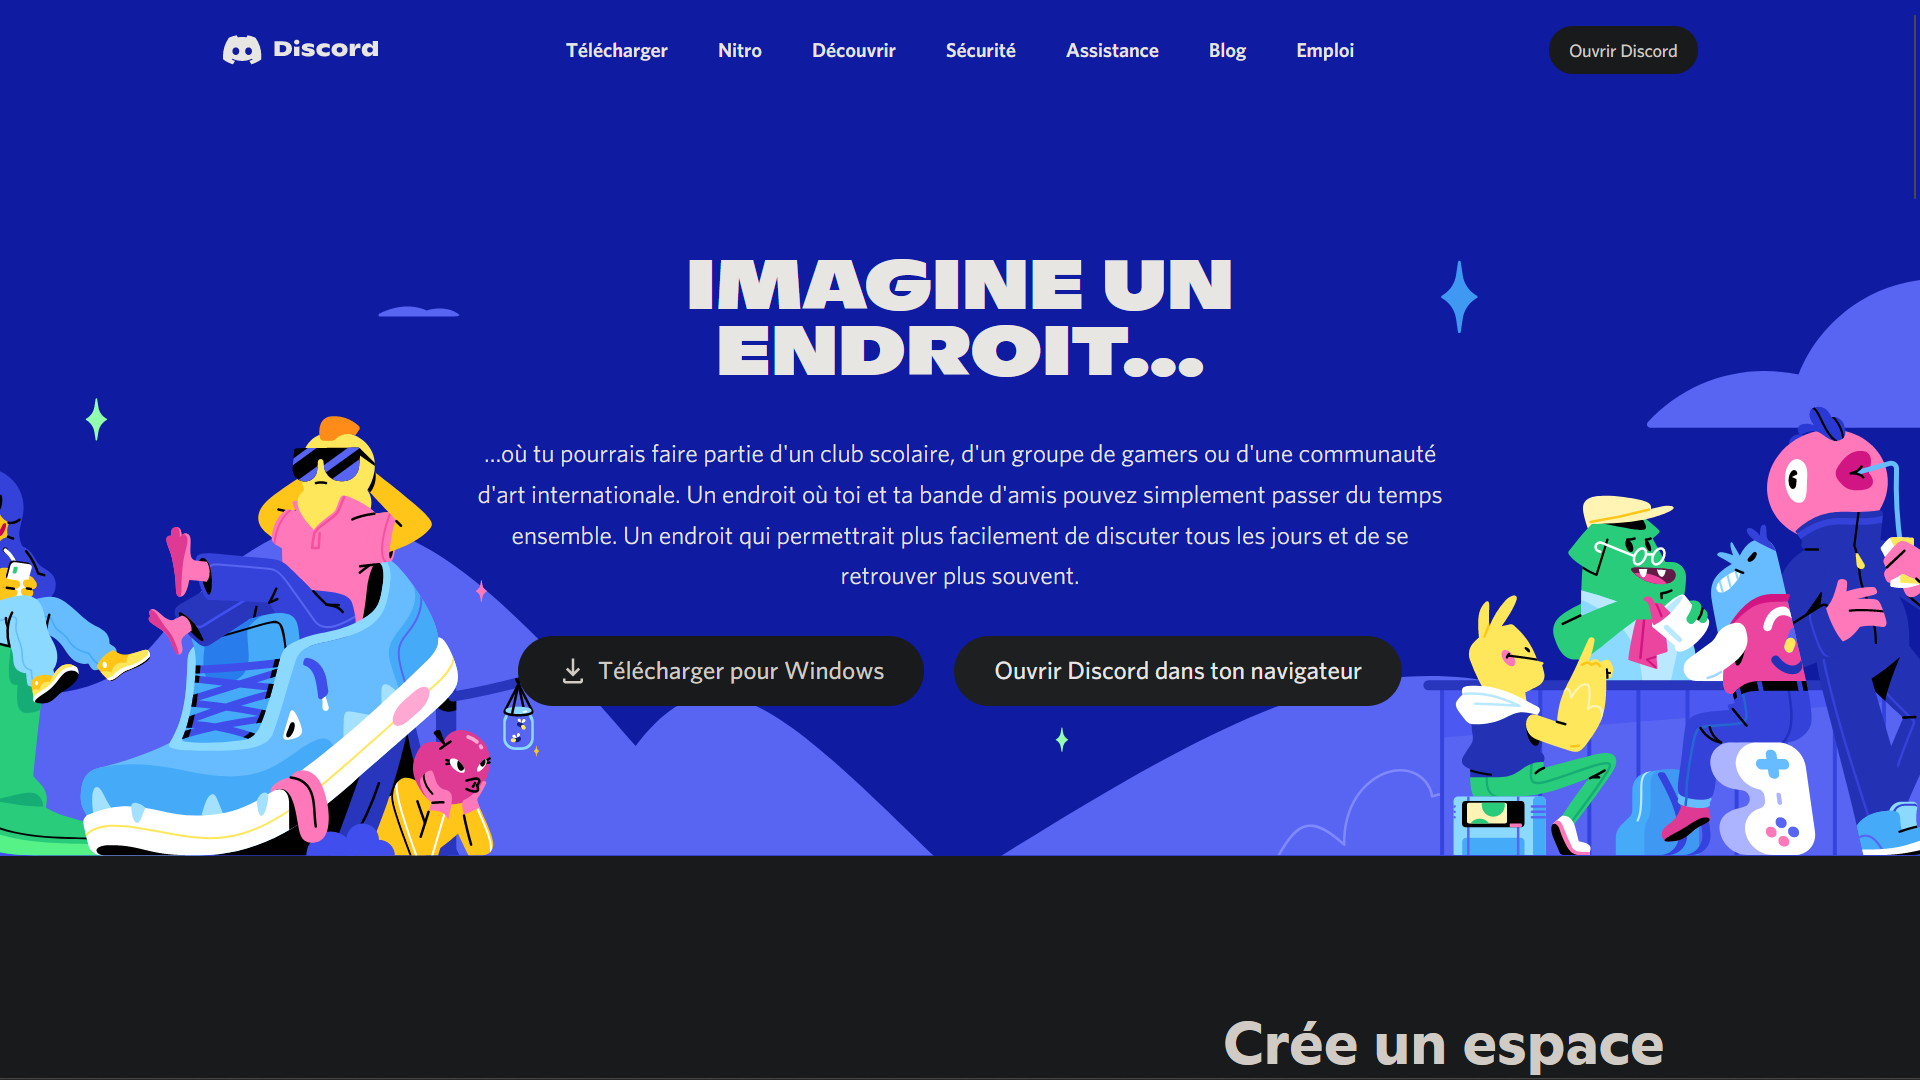 Discord
Télécharger
Nitro
Découvrir
Sécurité
Assistance
Blog
Emploi
Ouvrir Discord
IMAGINE UN
ENDROIT...
...où tu pourrais faire partie d'un club scolaire, d'un groupe de gamers ou d'une communauté
d'art internationale. Un endroit où toi et ta bande d'amis pouvez simplement passer du temps
ensemble. Un endroit qui permettrait plus facilement de discuter tous les jours et de se
retrouver plus souvent.
Télécharger pour Windows
Ouvrir Discord dans ton navigateur
Crée un espace